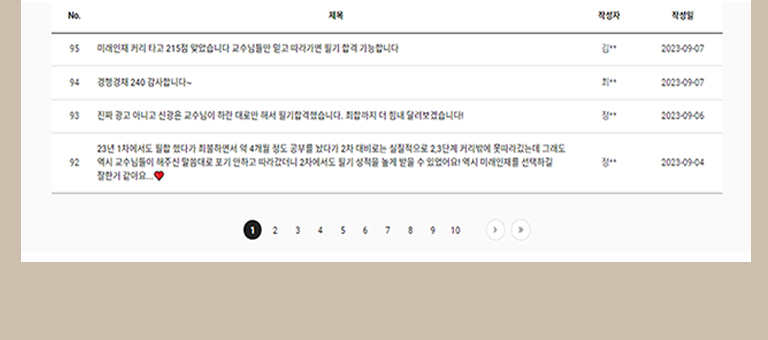 No. 제목 작성자 작성일
95 미래인재 커리 타고 215점 맞았습니다 교수님들만 믿고 따라가면 필기 합격 가능합니다 김** 2023-09-07
94 경행경채 240 감사합니다~ 최** 2023-09-07
93 진짜 광고 아니고 신광은 교수님이 하란 대로만 해서 필기합격했습니다. 최합까지 더 힘내 달려보겠습니다! 정** 2023-09-06
23년 1차에서도 필합 했다가 최불하면서 약 4개월 정도 공부를 놨다가 2차 대비로는 실질적으로 2,3단계 커리밖에 못따라갔는데 그래도
92 역시 교수님들이 해주신 말씀대로 포기 안하고 따라갔더니 2차에서도 필기 성적을 높게 받을 수 있었어요! 역시 미래인재를 선택하길 정** 2023-09-04
잘한거 같아요...❤
1 2 3 4 5 6 7 8 9 10 › »